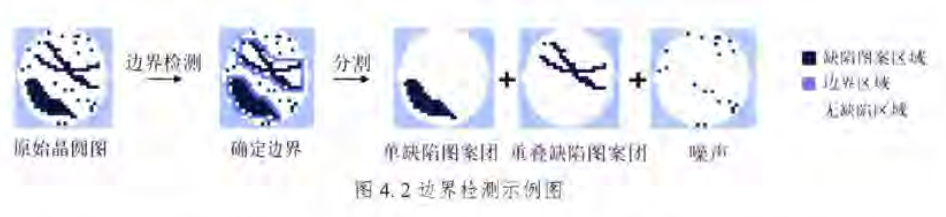 边界检测
分割
缺陷图案区域
边界区域
无缺陷区域
原始晶圆图
确定边界
单缺陷图案团
重叠缺陷图案团
噪声
图 4.2 边界检测示例图